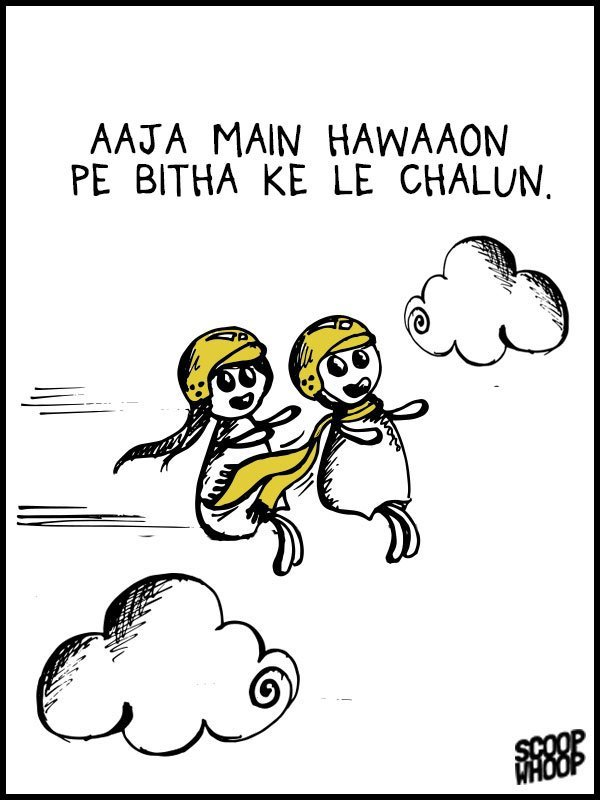 AAJA MAIN HAWAAON
PE BITHA KE LE CHALUN.
SCOOP
WHOOP